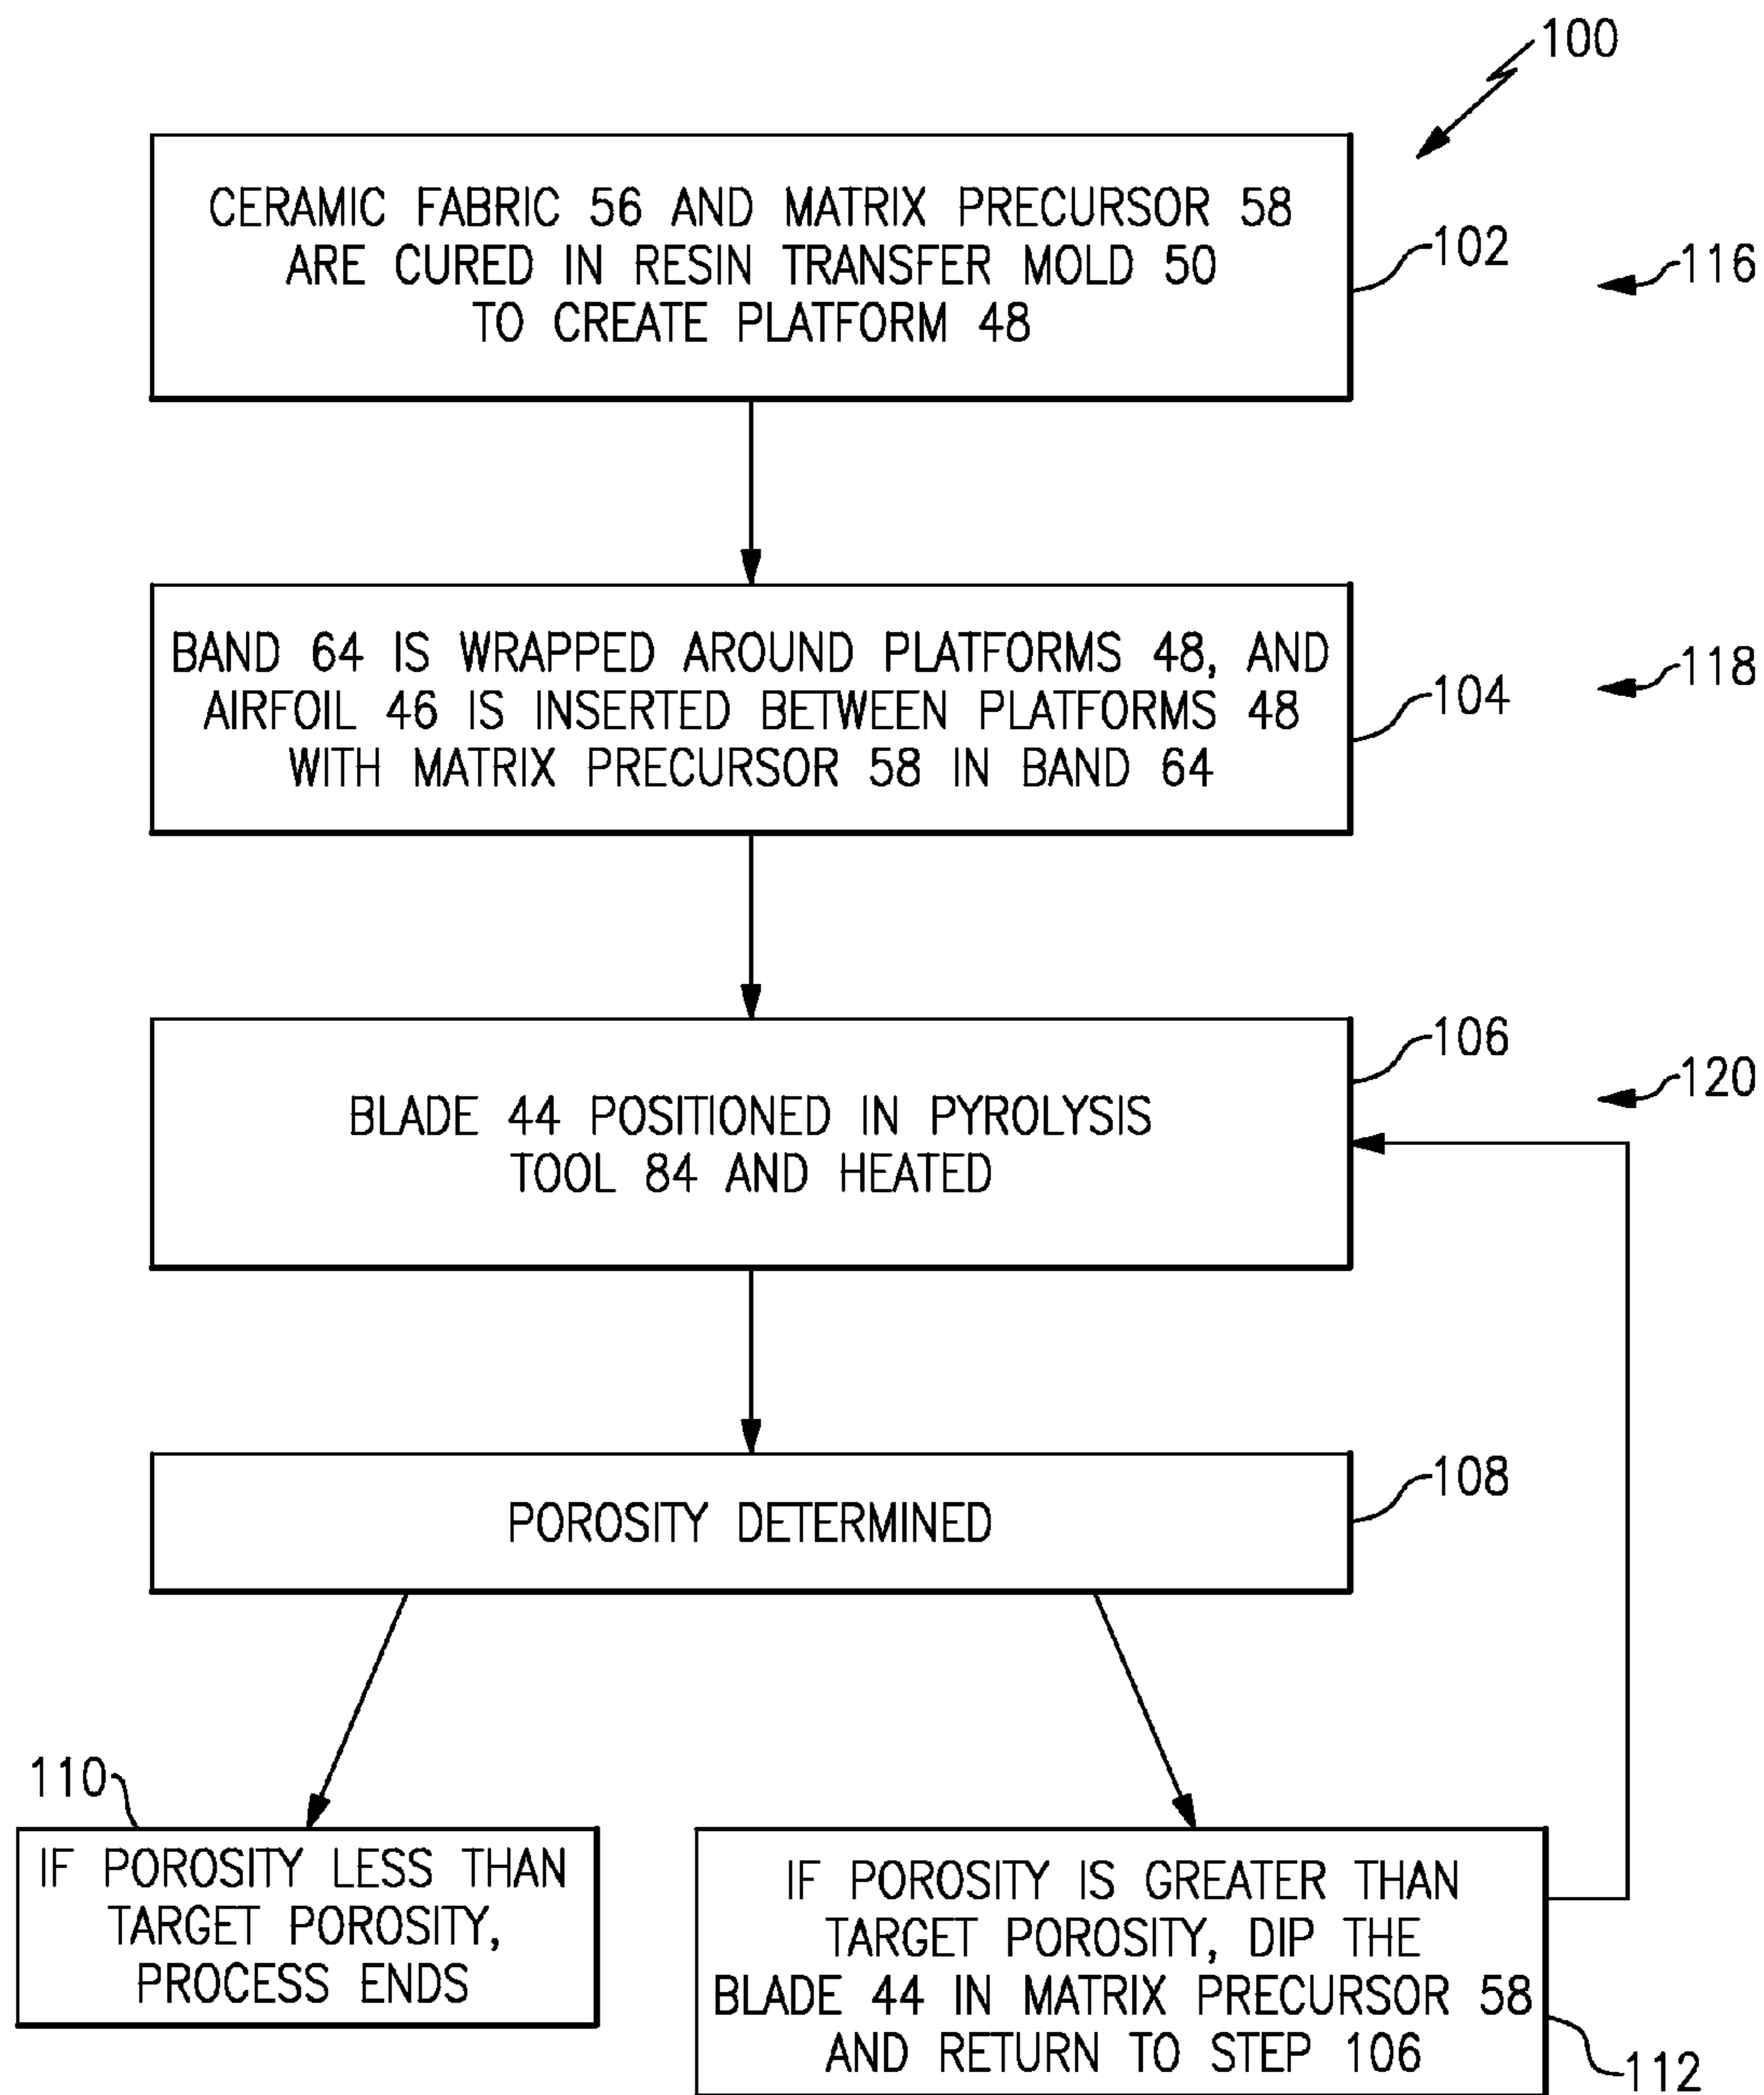 100
CERAMIC FABRIC 56 AND MATRIX PRECURSOR 58
ARE CURED IN RESIN TRANSFER MOLD 50
TO CREATE PLATFORM 48
102
116
BAND 64 IS WRAPPED AROUND PLATFORMS 48, AND
AIRFOIL 46 IS INSERTED BETWEEN PLATFORMS 48
WITH MATRIX PRECURSOR 58 IN BAND 64
104
118
BLADE 44 POSITIONED IN PYROLYSIS
TOOL 84 AND HEATED
106
120
POROSITY DETERMINED
108
110
IF POROSITY LESS THAN
TARGET POROSITY,
PROCESS ENDS
IF POROSITY IS GREATER THAN
TARGET POROSITY, DIP THE
BLADE 44 IN MATRIX PRECURSOR 58
AND RETURN TO STEP 106
112